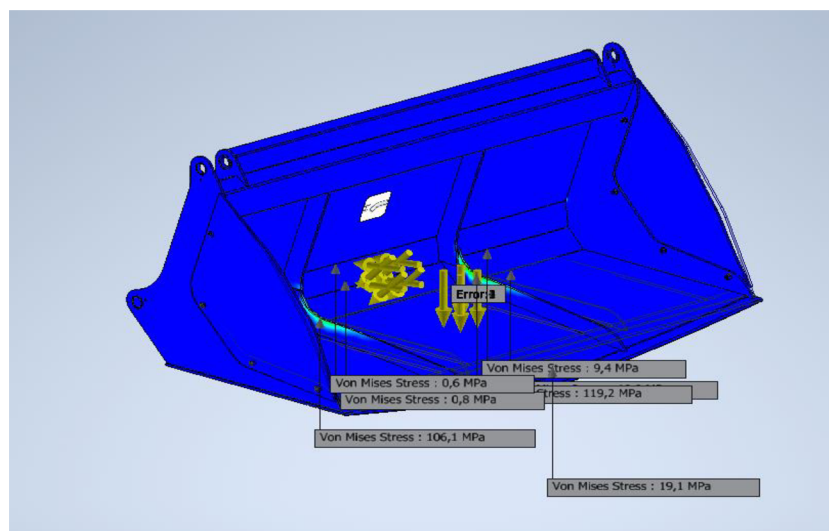 Error:
Von Mises Stress : 9,4 MPa
Von Mises Stress : 0,6 MPa
Stress : 119,2 MPa
Von Mises Stress : 0,8 MPa
Von Mises Stress : 106,1 MPa
Von Mises Stress : 19,1 MPa